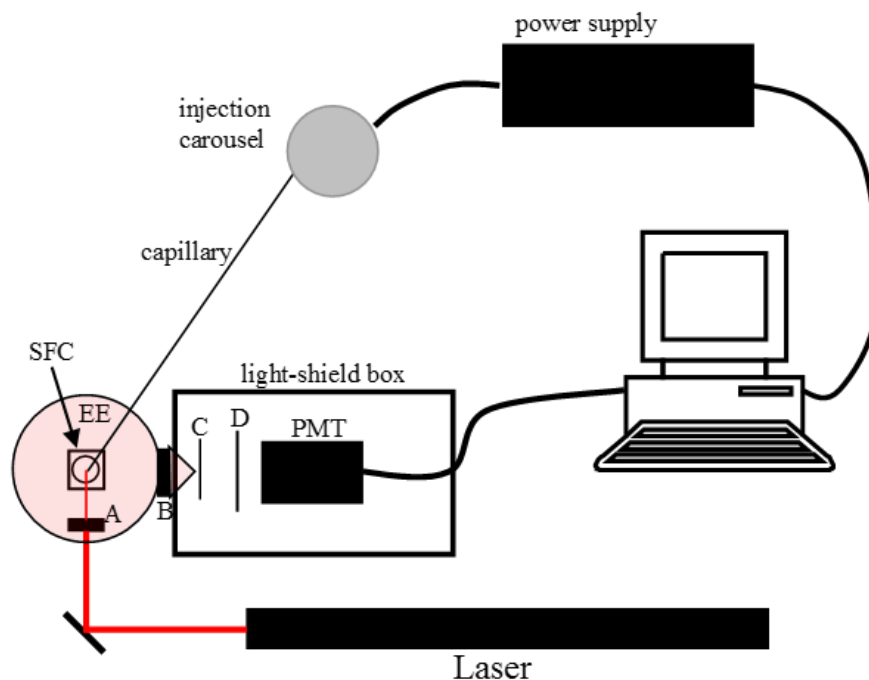 power supply
injection
carousel
capillary
SFC
light-shield box
EE
C
D
PMT
A
B
Laser